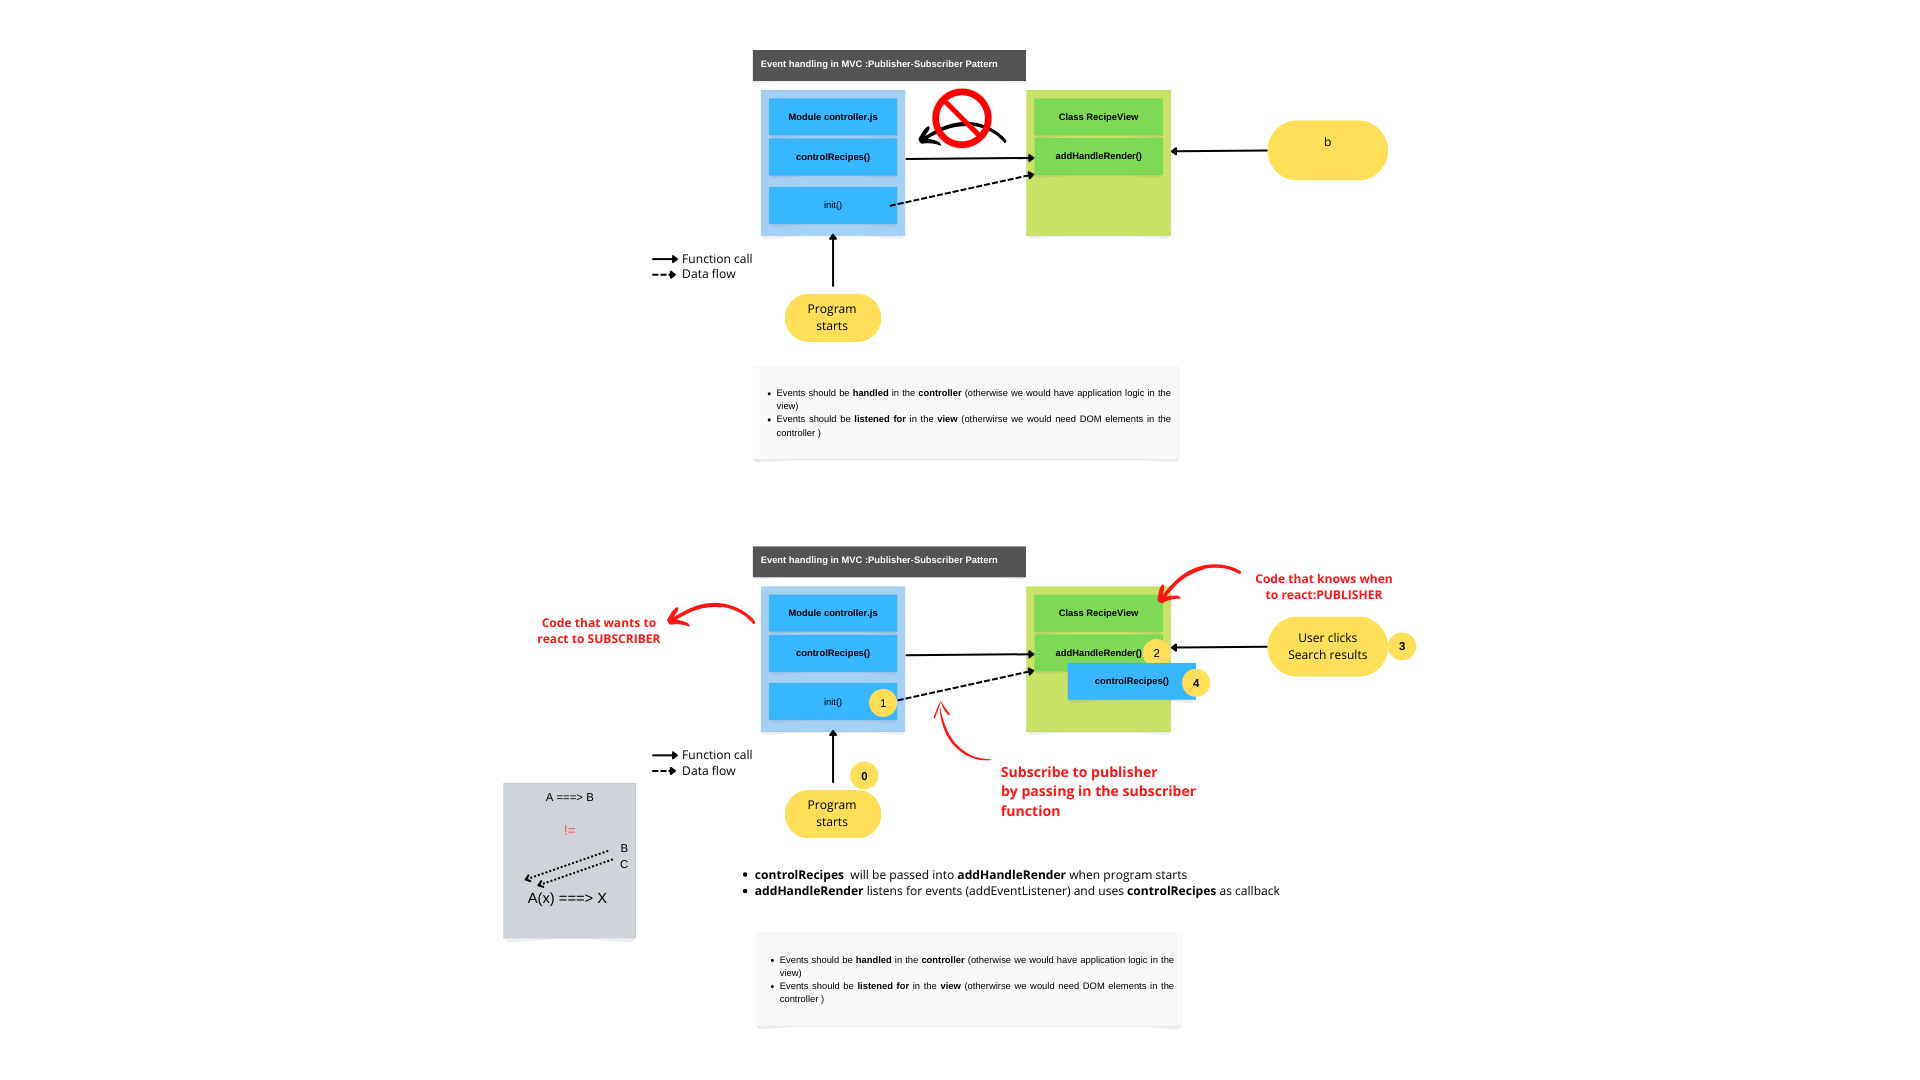 Event handling in MVC :Publisher-Subscriber Pattern
Module controller.js
Class RecipeView
b
controlRecipes()
addHandleRender()
init()
Function call
Data flow
Program
starts
• Events should be handled in the controller (otherwise we would have application logic in the
view)
• Events should be listened for in the view (otherwirse we would need DOM elements in the
controller )
Event handling in MVC :Publisher-Subscriber Pattern
Code that knows when
to react:PUBLISHER
Code that wants to
react to SUBSCRIBER
Module controller.js
Class RecipeView
User clicks
Search results
3
controlRecipes()
addHandleRender()
2
controlRecipes()
4
init()
1
Function call
Data flow
0
Program
starts
Subscribe to publisher
by passing in the subscriber
function
A ===> B
!=
B
C
A(x) ===> X
• controlRecipes will be passed into addHandleRender when program starts
• addHandleRender listens for events (addEventListener) and uses controlRecipes as callback
• Events should be handled in the controller (otherwise we would have application logic in the
view)
• Events should be listened for in the view (otherwirse we would need DOM elements in the
controller )